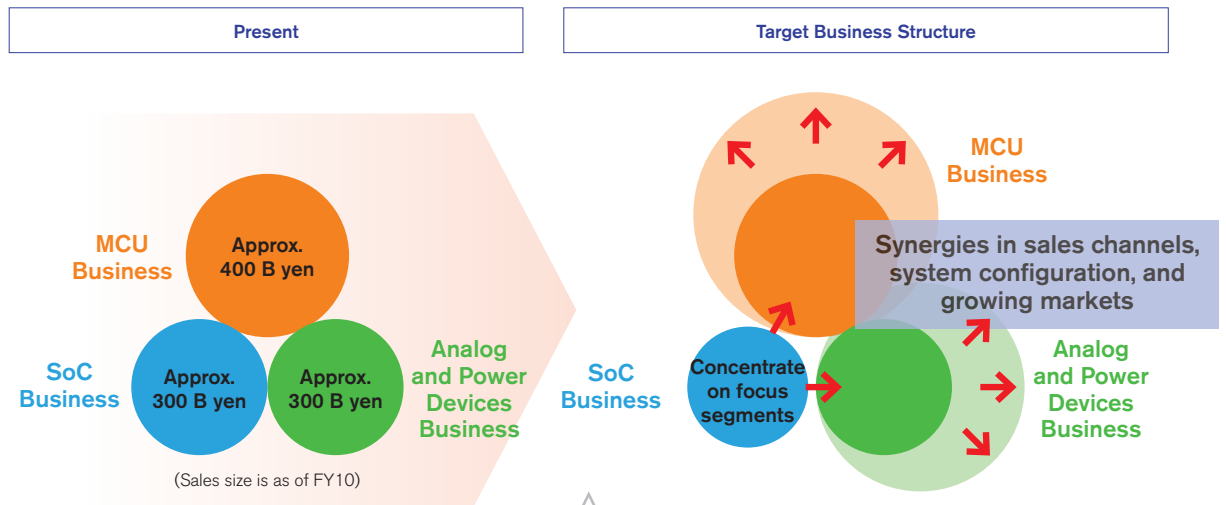 Present
MCU
Business
Approx.
400 B yen
SoC
Business
Approx.
300 B yen
Approx.
300 B yen
Analog
and Power
Devices
Business
(Sales size is as of FY10)
Target Business Structure
MCU
Business
Synergies in sales channels,
system configuration, and
growing markets
SoC
Business
Concentrate
on focus
segments
Analog
and Power
Devices
Business